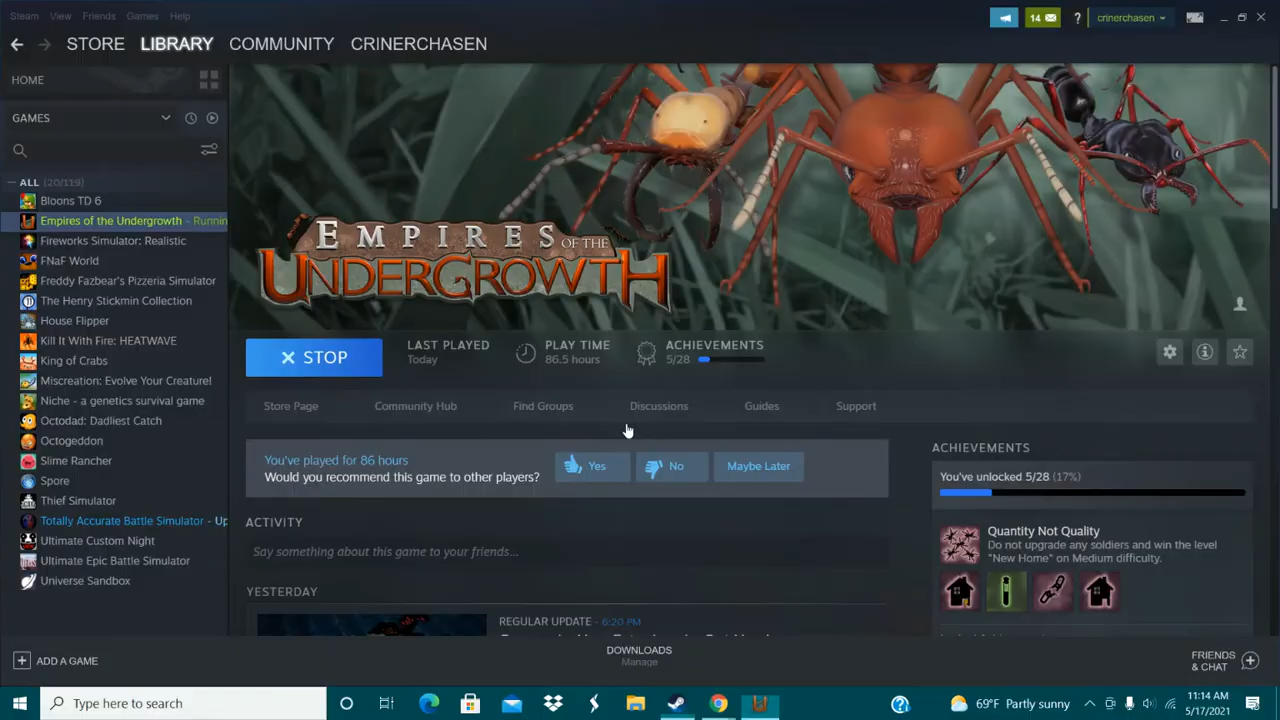 Steam View Friends Games Help
14 ? crinerchasen
STORE LIBRARY COMMUNITY CRINERCHASEN
HOME
GAMES
ALL (20/119)
Bloons TD 6
Empires of the Undergrowth - Runnin
Fireworks Simulator: Realistic
FNaF World
Freddy Fazbear's Pizzeria Simulator
The Henry Stickmin Collection
House Flipper
Kill It With Fire: HEATWAVE
King of Crabs
Miscreation: Evolve Your Creature!
Niche - a genetics survival game
Octodad: Dadliest Catch
Octogeddon
Slime Rancher
Spore
Thief Simulator
Totally Accurate Battle Simulator - Up
Ultimate Custom Night
Ultimate Epic Battle Simulator
Universe Sandbox
EMPIRES OF THE
UNDERGROWTH
STOP
LAST PLAYED
Today
PLAY TIME
86.5 hours
ACHIEVEMENTS
5/28
Store Page Community Hub Find Groups Discussions Guides Support
You've played for 86 hours
Would you recommend this game to other players?
Yes No Maybe Later
ACTIVITY
Say something about this game to your friends...
YESTERDAY
REGULAR UPDATE - 6:20 PM
ACHIEVEMENTS
You've unlocked 5/28 (17%)
Quantity Not Quality
Do not upgrade any soldiers and win the level
"New Home" on Medium difficulty.
ADD A GAME
DOWNLOADS
Manage
FRIENDS
& CHAT
Type here to search
69°F Partly sunny
11:14 AM
5/17/2021